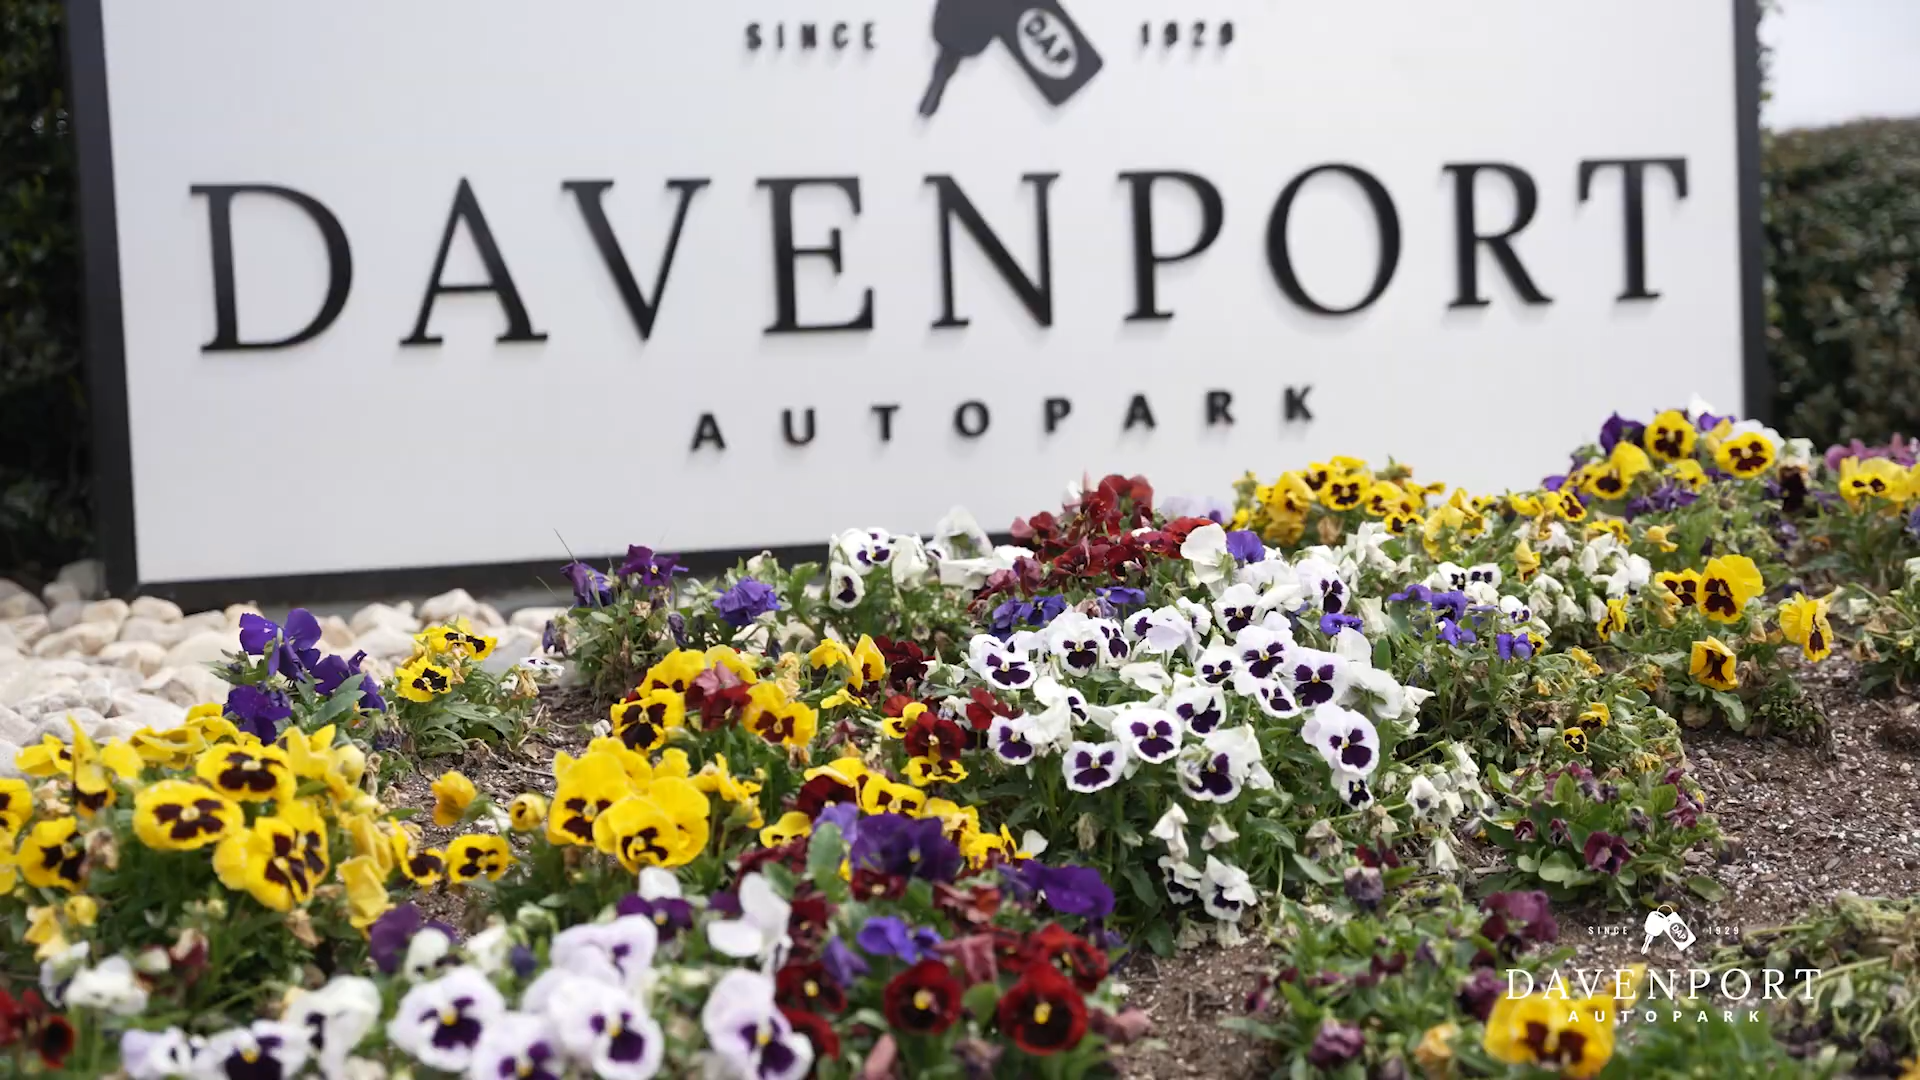 SINCE 1929
DAP
DAVENPORT
AUTOPARK
SINCE 1929
DAP
DAVENPORT
AUTOPARK